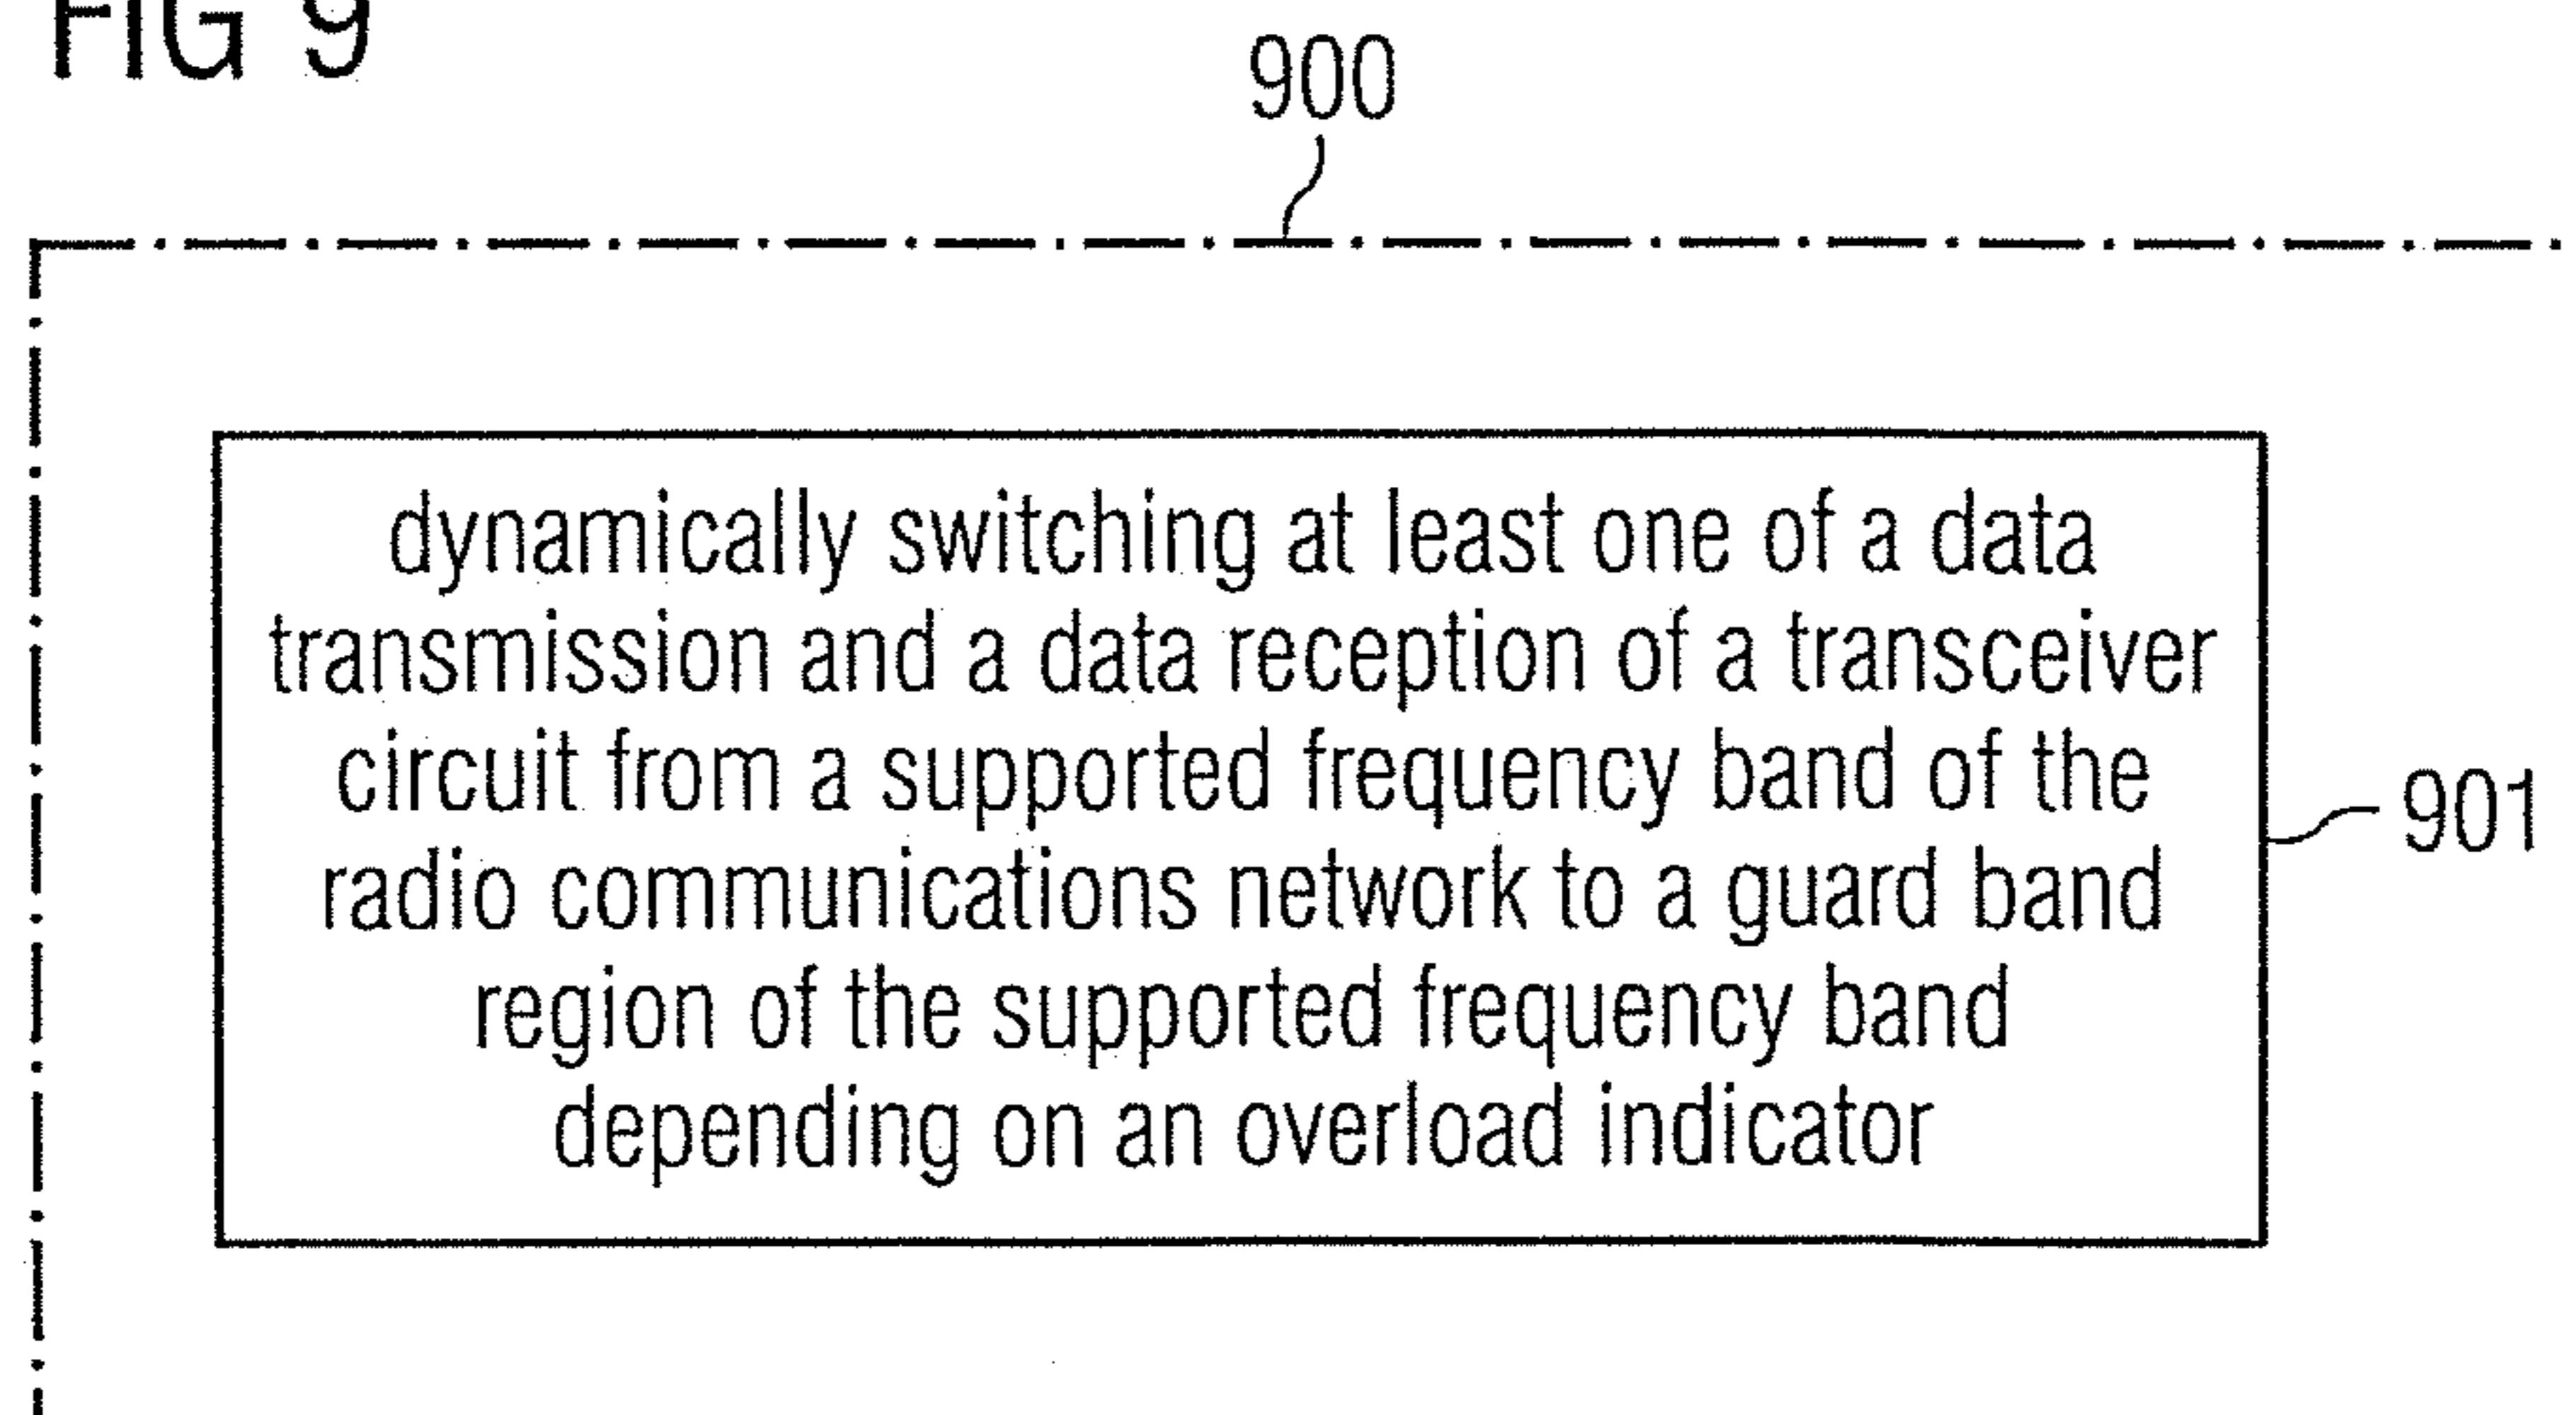 FIG 9
900
dynamically switching at least one of a data
transmission and a data reception of a transceiver
circuit from a supported frequency band of the
radio communications network to a guard band
region of the supported frequency band
depending on an overload indicator
901